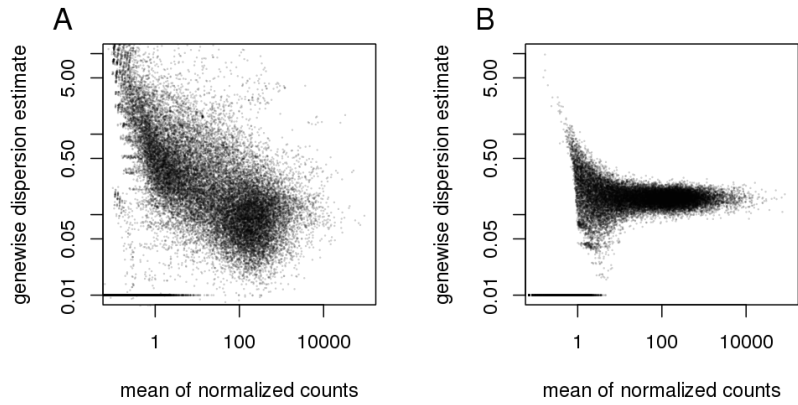 A
genewise dispersion estimate
5.00
0.50
0.05
0.01
1
100
10000
mean of normalized counts
B
genewise dispersion estimate
5.00
0.50
0.05
0.01
1
100
10000
mean of normalized counts